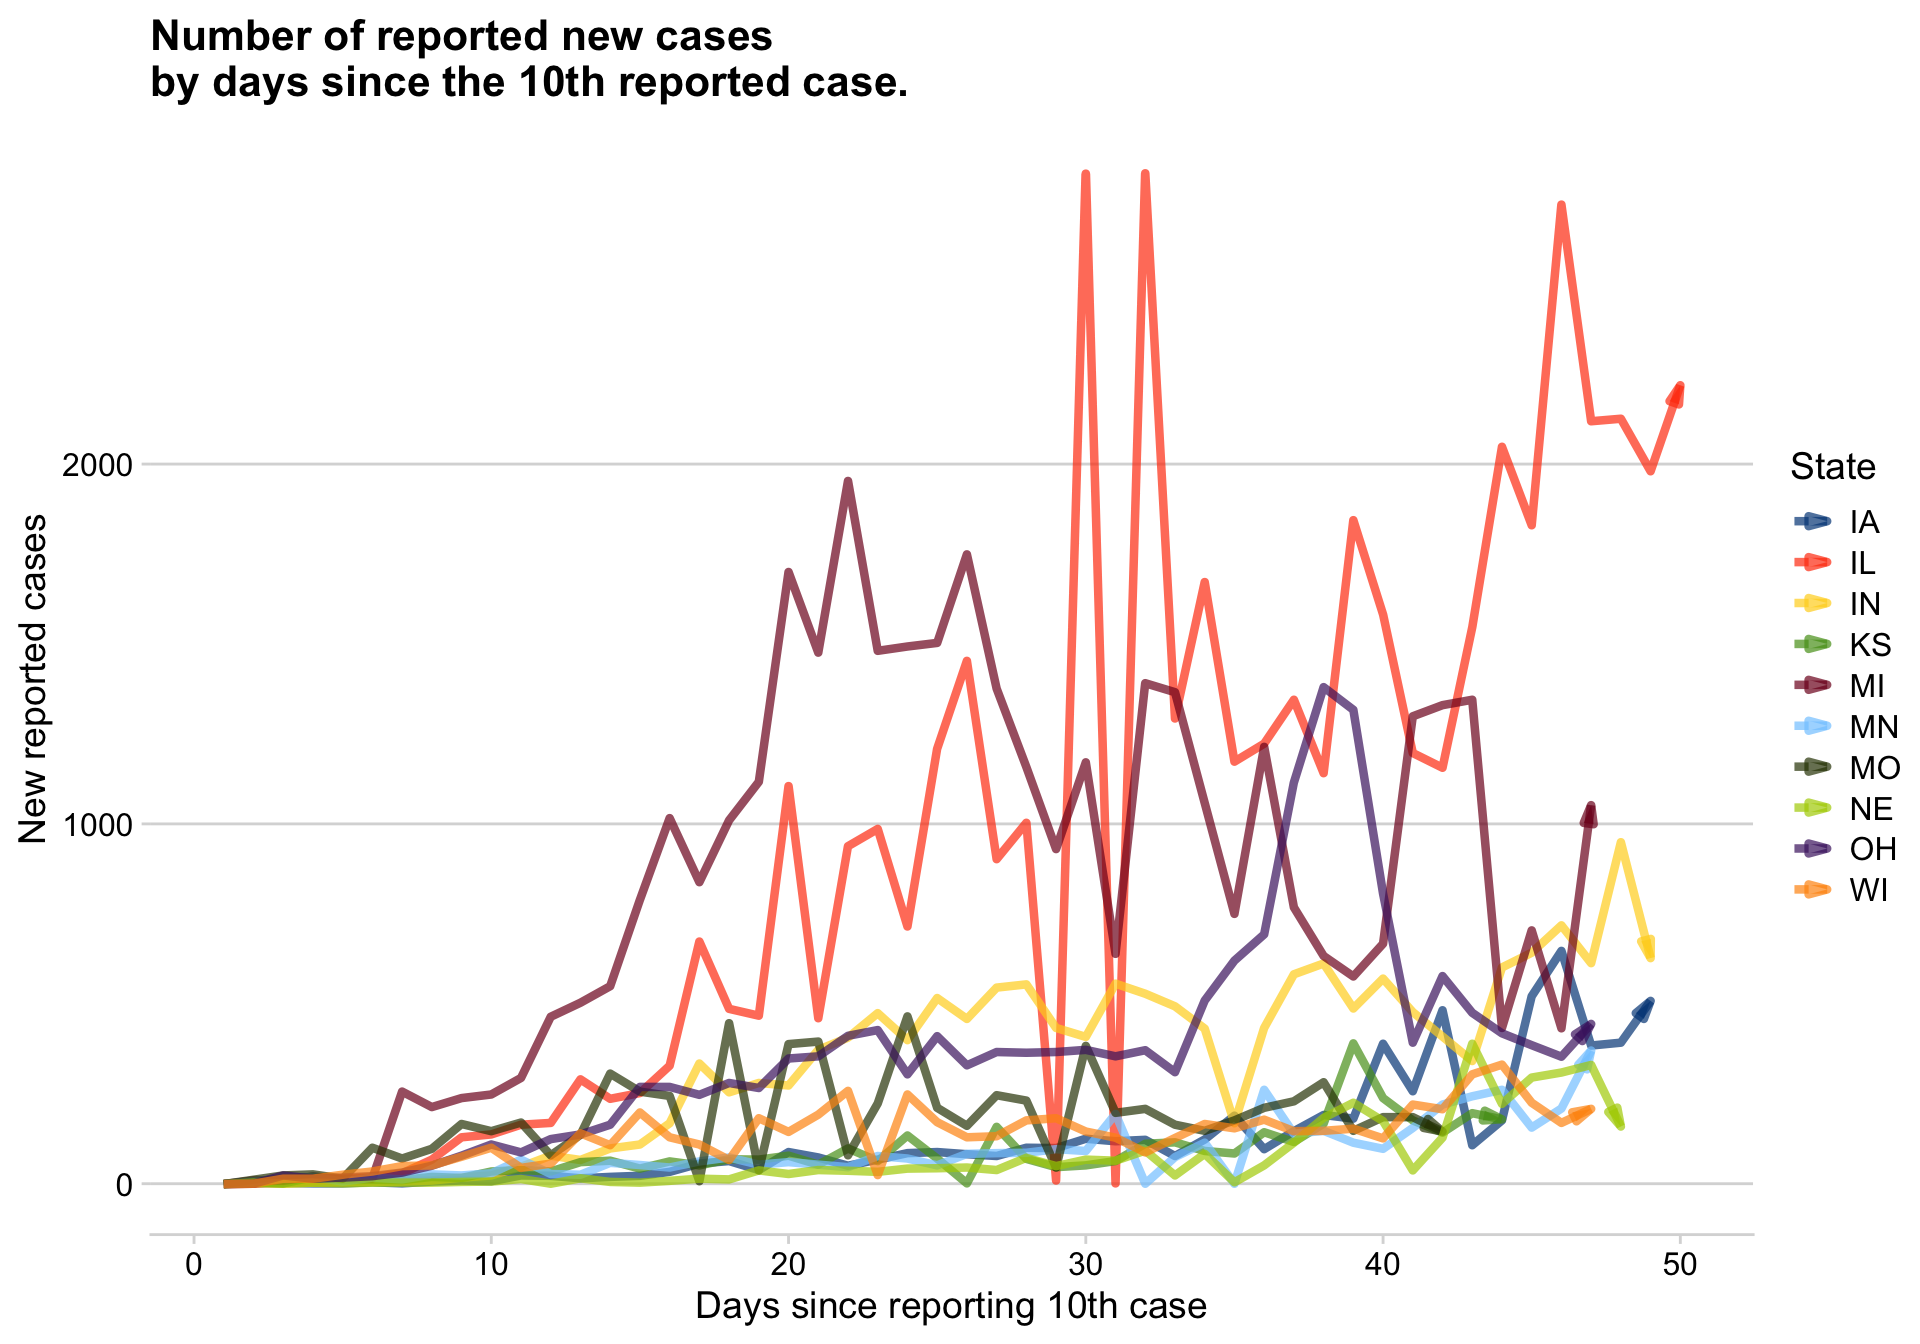 Number of reported new cases
by days since the 10th reported case.
New reported cases
2000
1000
0
0 10 20 30 40 50
Days since reporting 10th case
State
IA
IL
IN
KS
MI
MN
MO
NE
OH
WI